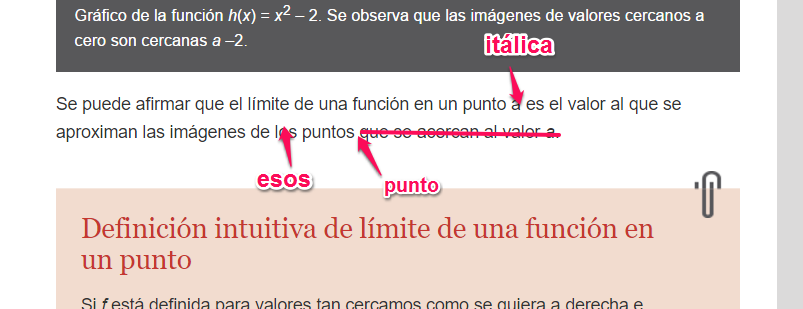 Gráfico de la función h(x) = x² – 2. Se observa que las imágenes de valores cercanos a
cero son cercanas a –2.
itálica
Se puede afirmar que el límite de una función en un punto a es el valor al que se
aproximan las imágenes de los puntos que se acercan al valor a.
esos
punto
Definición intuitiva de límite de una función en
un punto
Si f está definida para valores tan cercamos como se quiera a derecha e